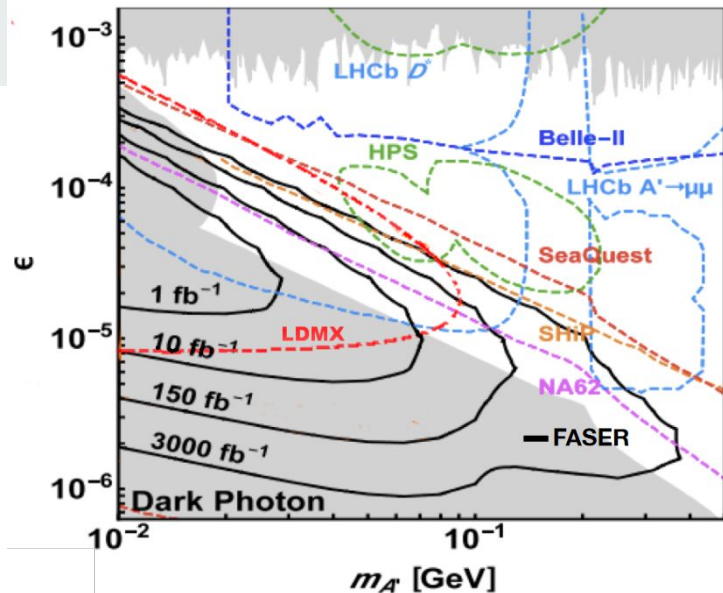 10⁻³
LHCb D*
Belle-II
HPS
10⁻⁴
LHCb A'→μμ
ϵ
SeaQuest
1 fb⁻¹
LDMX
SHiP
10⁻⁵
10 fb⁻¹
NA62
150 fb⁻¹
FASER
3000 fb⁻¹
10⁻⁶
Dark Photon
10⁻² 10⁻¹
m_A' [GeV]